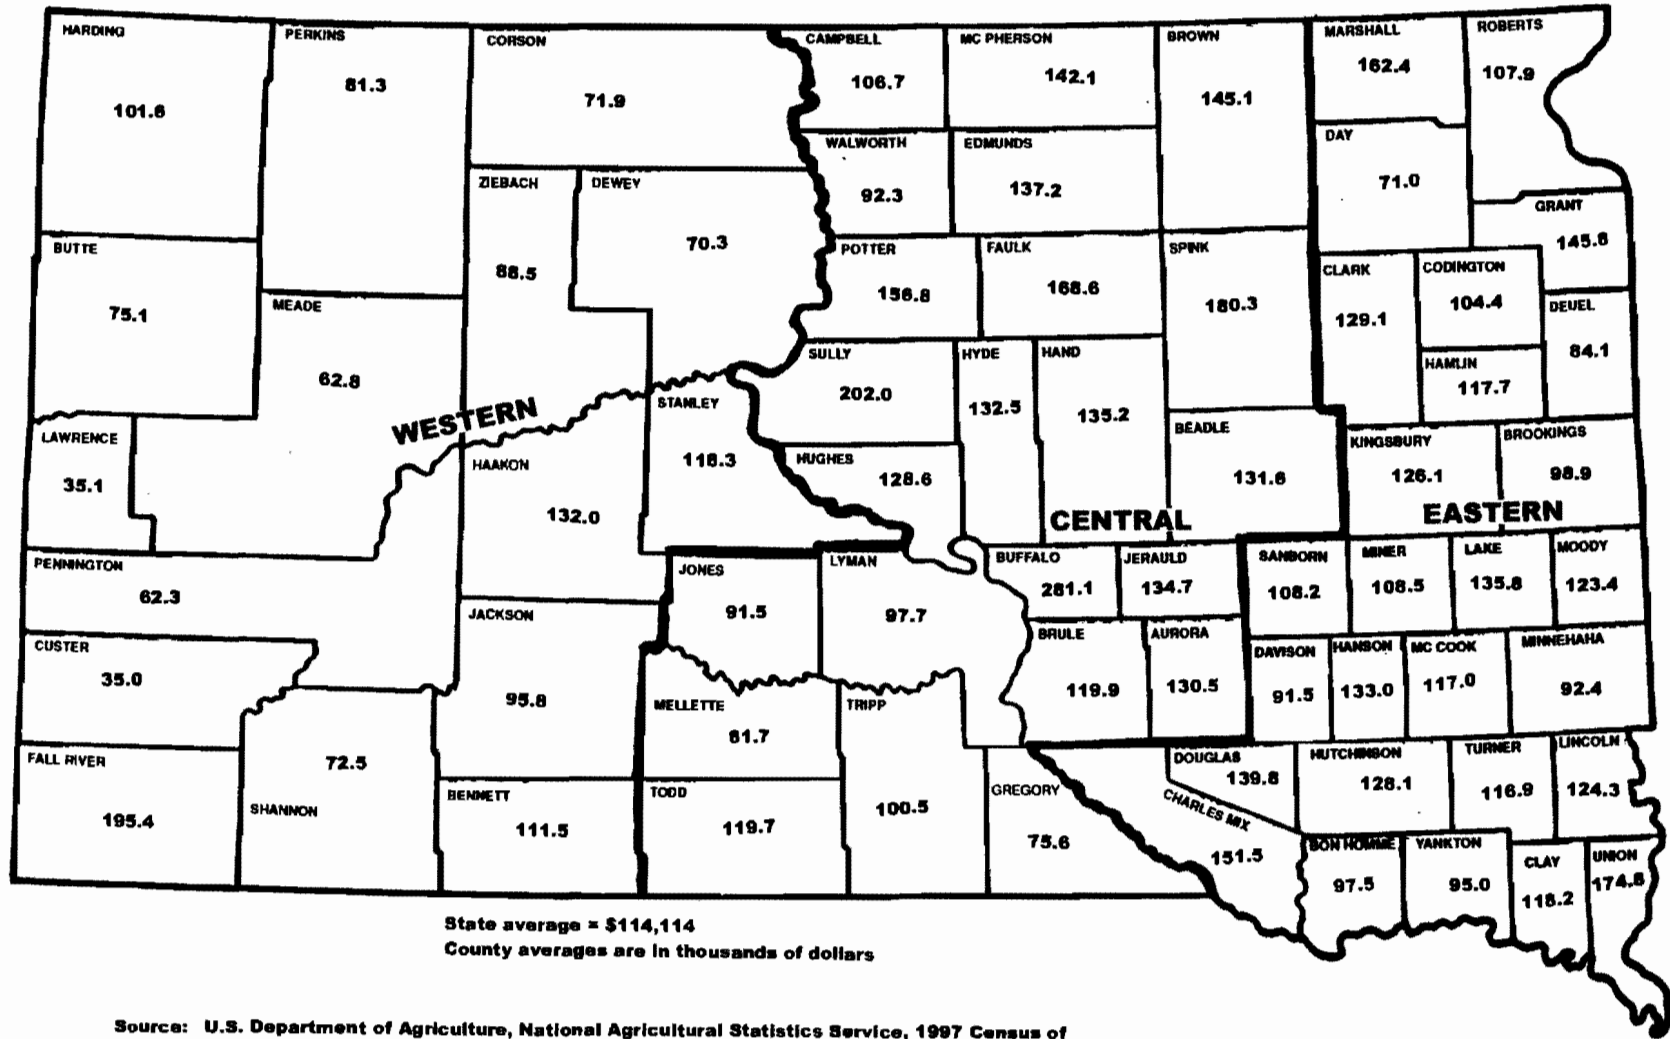 HARDING
101.6
PERKINS
81.3
CORSON
71.9
CAMPBELL
106.7
MC PHERSON
142.1
BROWN
145.1
MARSHALL
162.4
ROBERTS
107.9
WALWORTH
92.3
EDMUNDS
137.2
DAY
71.0
ZIEBACH
88.5
DEWEY
70.3
GRANT
145.8
BUTTE
75.1
POTTER
156.8
FAULK
168.6
SPINK
180.3
CLARK
129.1
CODINGTON
104.4
MEADE
62.8
DEUEL
84.1
SULLY
202.0
HYDE
132.5
HAND
135.2
HAMLIN
117.7
WESTERN
STANLEY
118.3
LAWRENCE
35.1
BEADLE
131.6
KINGSBURY
126.1
BROOKINGS
98.9
HAAKON
132.0
HUGHES
128.6
CENTRAL
EASTERN
PENNINGTON
62.3
JONES
91.5
LYMAN
97.7
BUFFALO
281.1
JERAULD
134.7
SANBORN
108.2
MINER
108.5
LAKE
135.8
MOODY
123.4
JACKSON
95.8
CUSTER
35.0
BRULE
119.9
AURORA
130.5
DAVISON
91.5
HANSON
133.0
MC COOK
117.0
MINNEHAHA
92.4
MELLETTE
81.7
TRIPP
100.5
FALL RIVER
195.4
SHANNON
72.5
DOUGLAS
139.8
HUTCHINSON
128.1
TURNER
116.9
LINCOLN
124.3
BENNETT
111.5
TODD
119.7
GREGORY
75.6
CHARLES MIX
151.5
BON HOMME
97.5
YANKTON
95.0
CLAY
118.2
UNION
174.8
State average = $114,114
County averages are in thousands of dollars
Source: U.S. Department of Agriculture, National Agricultural Statistics Service, 1997 Census of